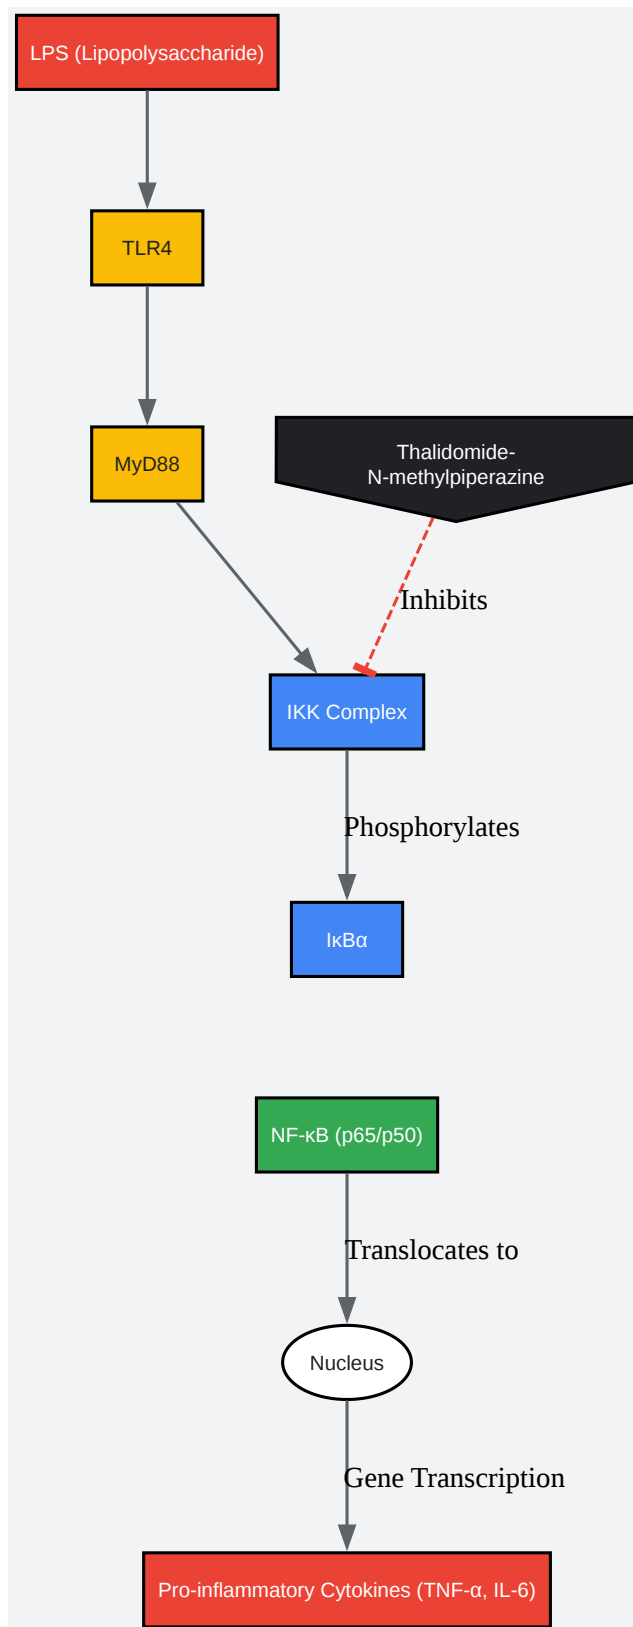 LPS (Lipopolysaccharide)
TLR4
MyD88
Thalidomide-
N-methylpiperazine
Inhibits
IKK Complex
Phosphorylates
IκBα
NF-κB (p65/p50)
Translocates to
Nucleus
Gene Transcription
Pro-inflammatory Cytokines (TNF-α, IL-6)